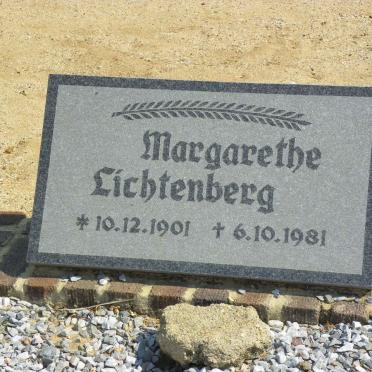 Margarethe
Lichtenberg
* 10.12.1901 † 6.10.1981